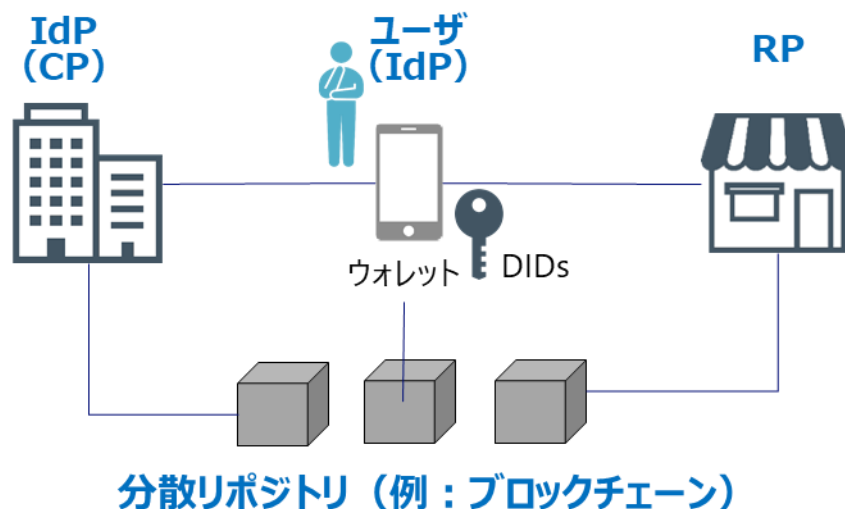 IdP
（CP）
ユーザ
（IdP）
RP
ウォレット
DIDs
分散リポジトリ（例：ブロックチェーン）